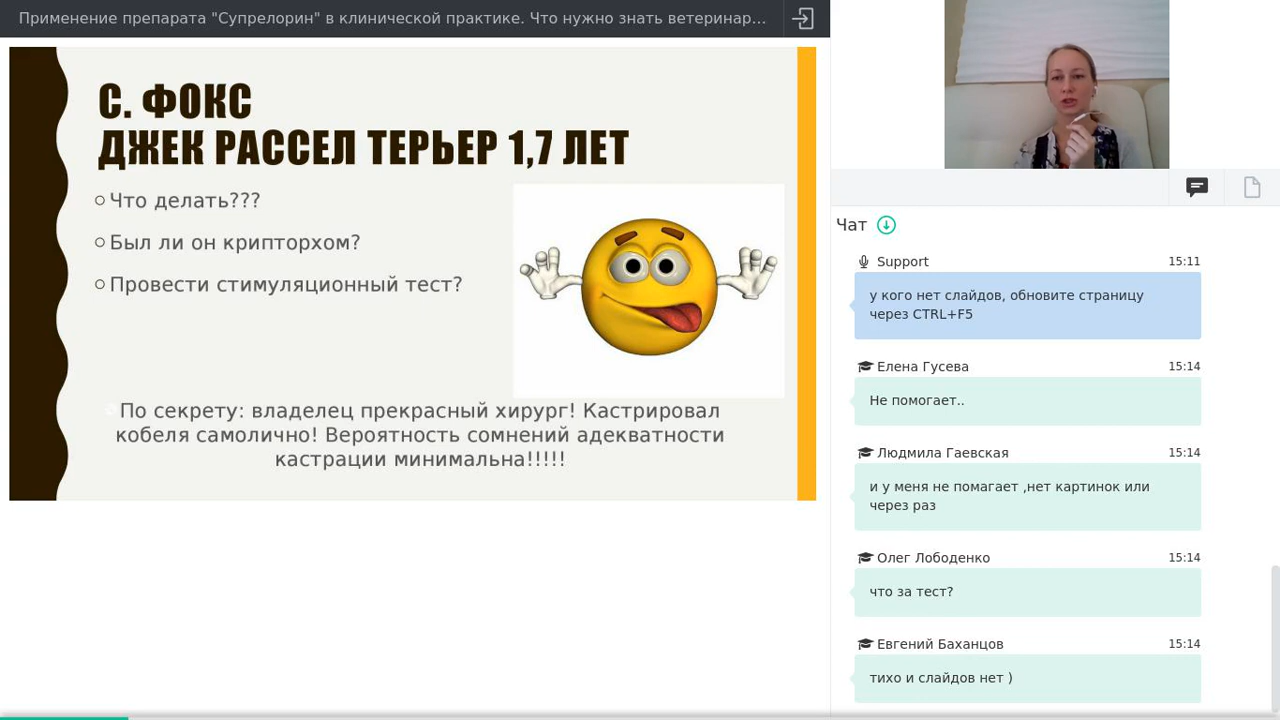 Применение препарата "Супрелорин" в клинической практике. Что нужно знать ветеринар...
С. ФОКС
ДЖЕК РАССЕЛ ТЕРЬЕР 1,7 ЛЕТ
Что делать???
Был ли он крипторхом?
Провести стимуляционный тест?
По секрету: владелец прекрасный хирург! Кастрировал
кобеля самолично! Вероятность сомнений адекватности
кастрации минимальна!!!!!
Чат
Support 15:11
у кого нет слайдов, обновите страницу
через CTRL+F5
Елена Гусева 15:14
Не помогает..
Людмила Гаевская 15:14
и у меня не помагает ,нет картинок или
через раз
Олег Лободенко 15:14
что за тест?
Евгений Баханцов 15:14
тихо и слайдов нет )